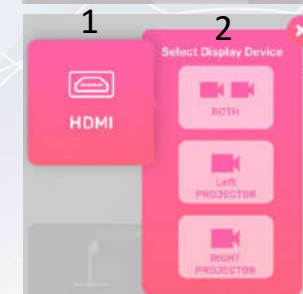 1
2
Select Display Device
HDMI
BOTH
Left
PROJECTOR
RIGHT
PROJECTOR